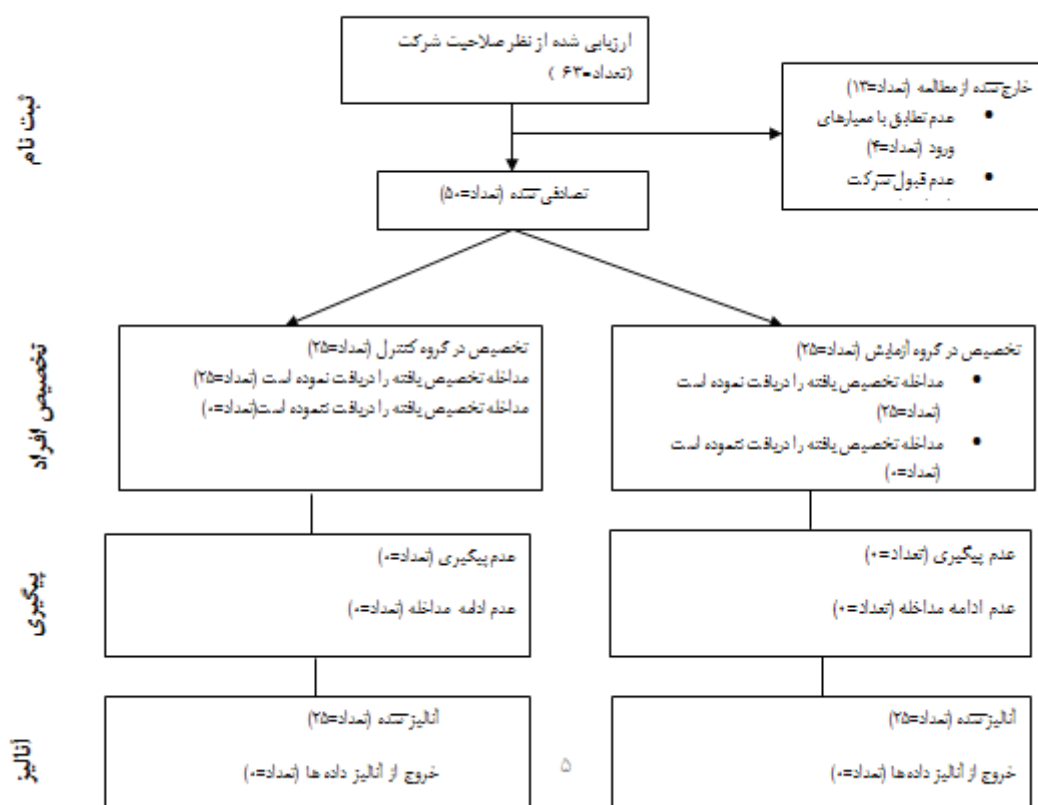 ارزیابی شده از نظر صلاحیت شرکت
(تعداد=۶۳ )
ثبت نام
خارج شده از مطالعه (تعداد=۱۳)
• عدم تطابق با معیارهای
ورود (تعداد=۴)
• عدم قبول شرکت
تصادفی شده (تعداد=۵۰)
تخصیص افراد
تخصیص در گروه آزمایش (تعداد=۲۵)
• مداخله تخصیص یافته را دریافت نموده است
(تعداد=۲۵)
• مداخله تخصیص یافته را دریافت ننموده است
(تعداد=۰)
تخصیص در گروه کنترل (تعداد=۲۵)
مداخله تخصیص یافته را دریافت نموده است (تعداد=۲۵)
مداخله تخصیص یافته را دریافت ننموده است(تعداد=۰)
پیگیری
عدم پیگیری (تعداد=۰)
عدم ادامه مداخله (تعداد=۰)
عدم پیگیری (تعداد=۰)
عدم ادامه مداخله (تعداد=۰)
آنالیز
آنالیز شده (تعداد=۲۵)
خروج از آنالیز داده ها (تعداد=۰)
آنالیز شده (تعداد=۲۵)
خروج از آنالیز داده ها (تعداد=۰)
۵